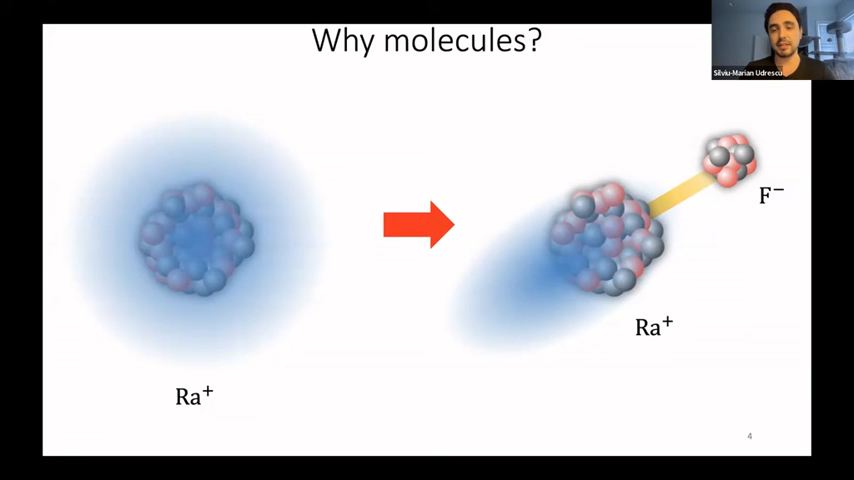 Why molecules?
Silviu-Marian Udrescu
F⁻
Ra⁺
Ra⁺
4